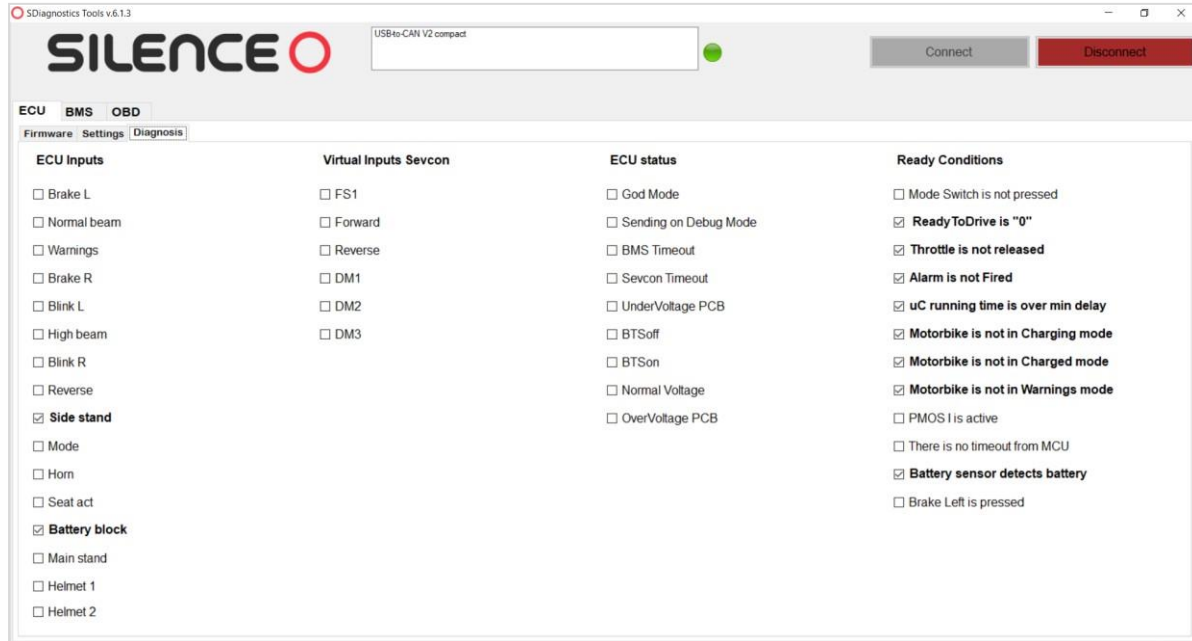 SDiagnostics Tools v.6.1.3
SILENCE
USB-to-CAN V2 compact
Connect
Disconnect
ECU BMS OBD
Firmware Settings Diagnosis
ECU Inputs
Brake L
Normal beam
Warnings
Brake R
Blink L
High beam
Blink R
Reverse
Side stand
Mode
Horn
Seat act
Battery block
Main stand
Helmet 1
Helmet 2
Virtual Inputs Sevcon
FS1
Forward
Reverse
DM1
DM2
DM3
ECU status
God Mode
Sending on Debug Mode
BMS Timeout
Sevcon Timeout
UnderVoltage PCB
BTSoff
BTSon
Normal Voltage
OverVoltage PCB
Ready Conditions
Mode Switch is not pressed
ReadyToDrive is "0"
Throttle is not released
Alarm is not Fired
uC running time is over min delay
Motorbike is not in Charging mode
Motorbike is not in Charged mode
Motorbike is not in Warnings mode
PMOS I is active
There is no timeout from MCU
Battery sensor detects battery
Brake Left is pressed